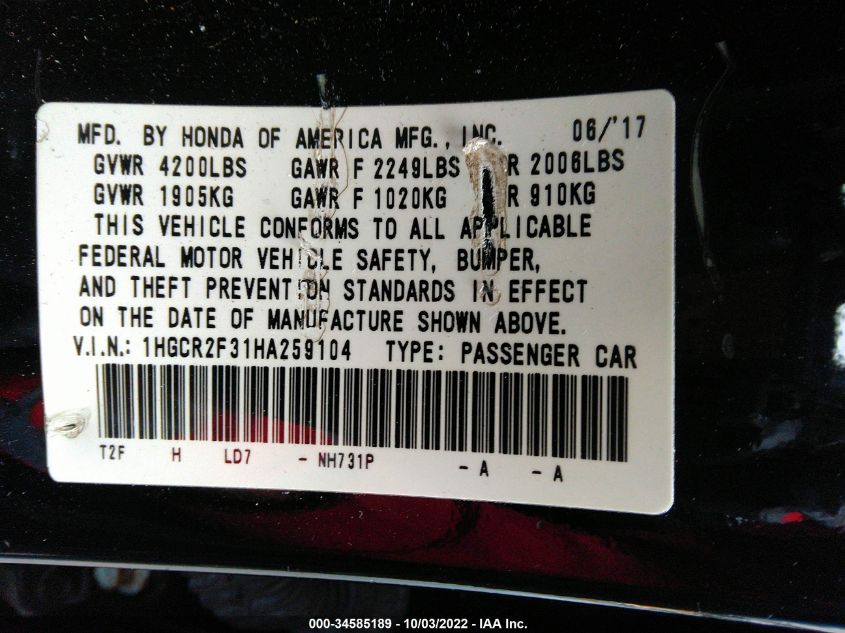 MFD. BY HONDA OF AMERICA MFG., INC. 06/'17
GVWR 4200LBS GAWR F 2249LBS R 2006LBS
GVWR 1905KG GAWR F 1020KG R 910KG
THIS VEHICLE CONFORMS TO ALL APPLICABLE
FEDERAL MOTOR VEHICLE SAFETY, BUMPER,
AND THEFT PREVENTION STANDARDS IN EFFECT
ON THE DATE OF MANUFACTURE SHOWN ABOVE.
V.I.N.: 1HGCR2F31HA259104 TYPE: PASSENGER CAR
T2F H LD7 - NH731P - A - A
000-34585189 - 10/03/2022 - IAA Inc.